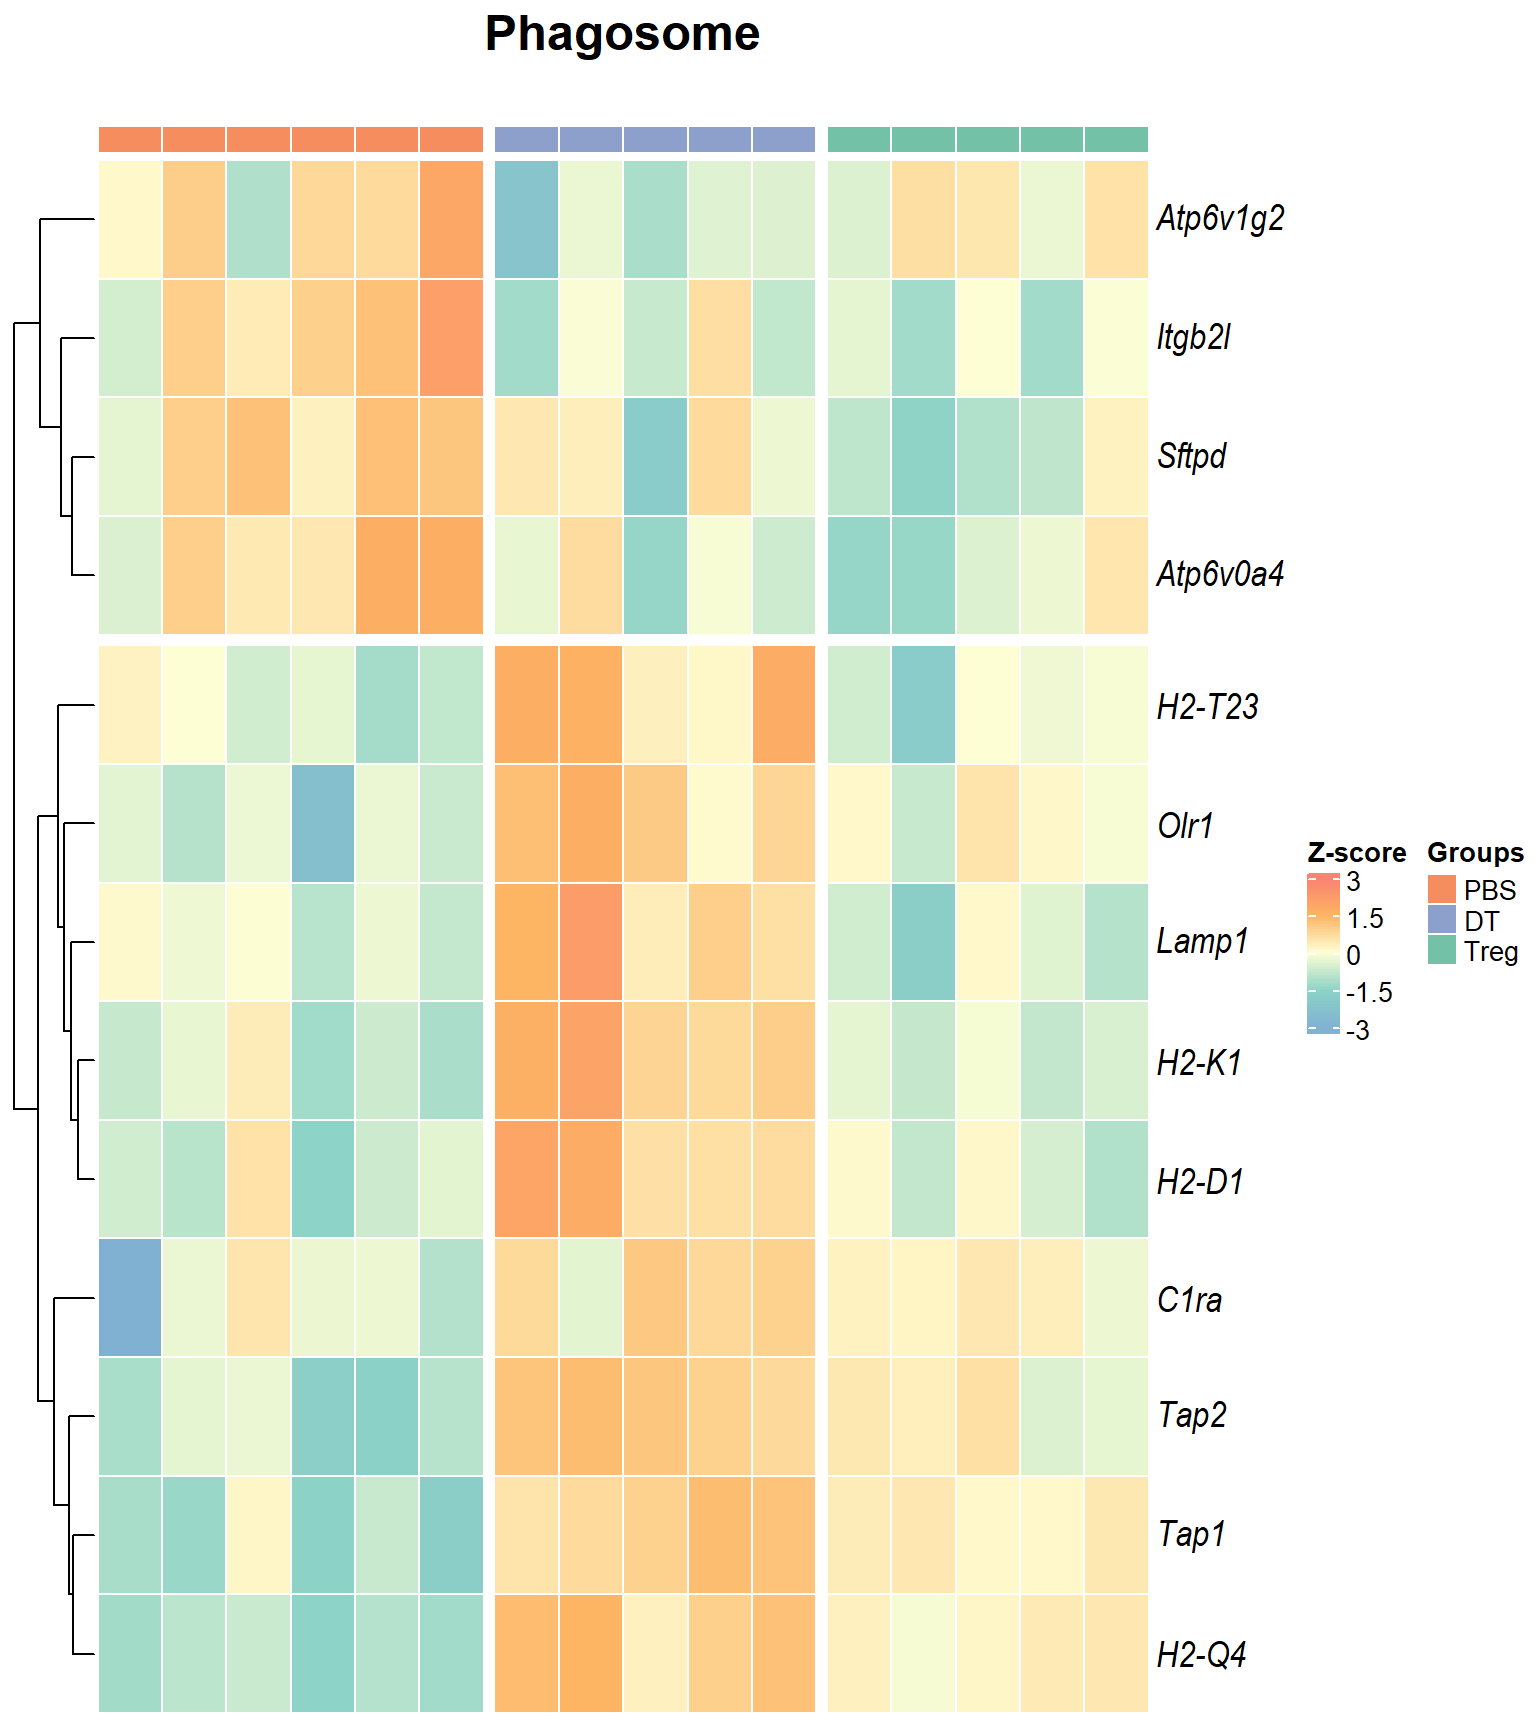 Phagosome
Atp6v1g2
Itgb2l
Sftpd
Atp6v0a4
H2-T23
Olr1
Lamp1
H2-K1
H2-D1
C1ra
Tap2
Tap1
H2-Q4
Z-score
3
1.5
0
-1.5
-3
Groups
PBS
DT
Treg